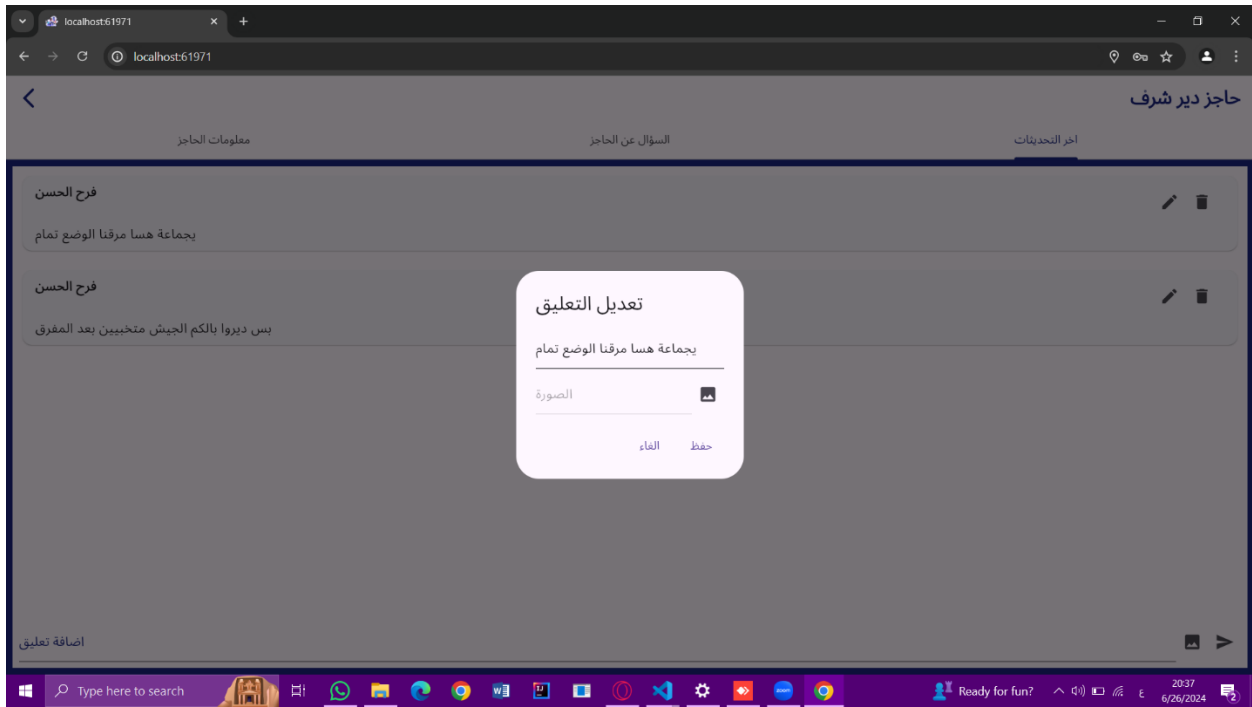 localhost:61971
localhost:61971
حاجز دير شرف
اخر التحديثات
السؤال عن الحاجز
معلومات الحاجز
فرح الحسن
يجماعة هسا مرقنا الوضع تمام
فرح الحسن
بس ديروا بالكم الجيش متخبيين بعد المفرق
تعديل التعليق
يجماعة هسا مرقنا الوضع تمام
الصورة
حفظ
الغاء
اضافة تعليق
Type here to search
Ready for fun?
ع
20:37
6/26/2024
2